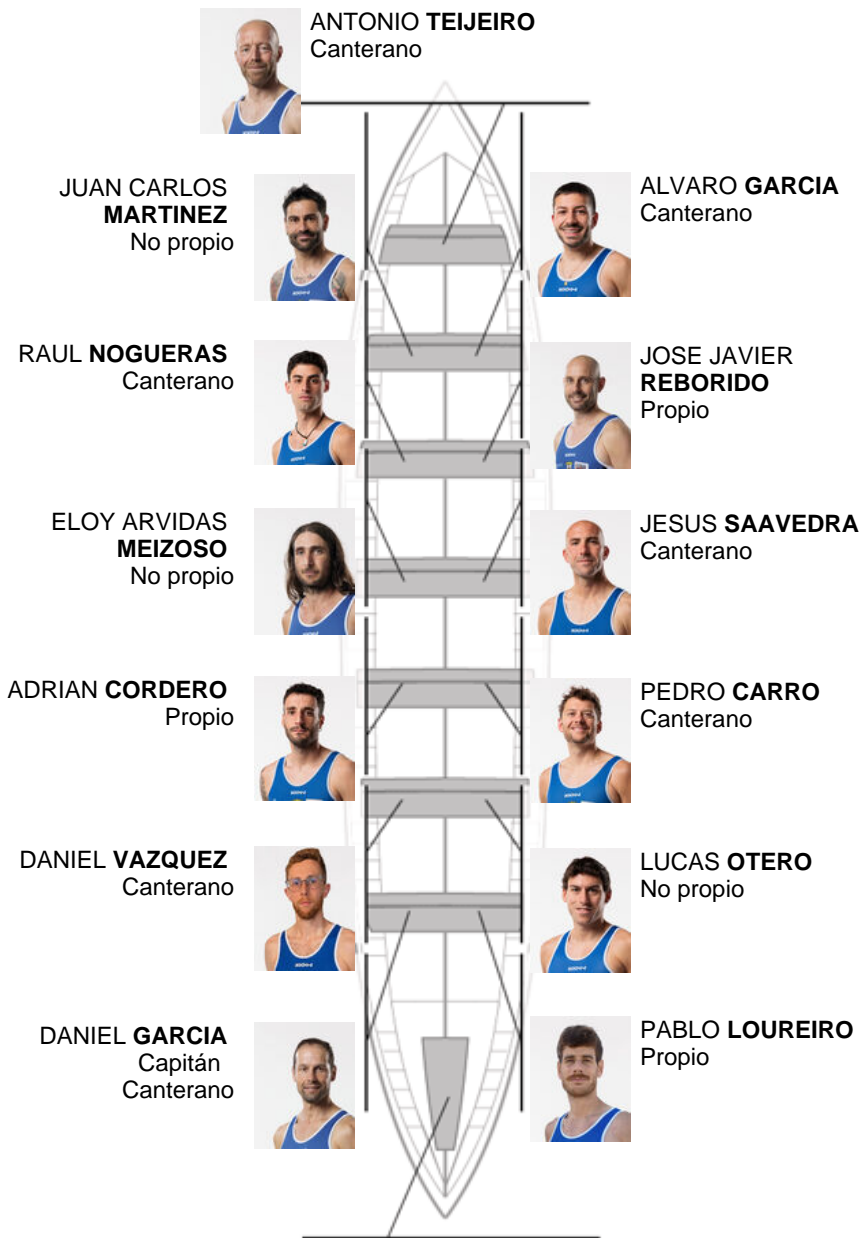 ANTONIO TEIJEIRO
Canterano
JUAN CARLOS
MARTINEZ
No propio
ALVARO GARCIA
Canterano
RAUL NOGUERAS
Canterano
JOSE JAVIER
REBORIDO
Propio
ELOY ARVIDAS
MEIZOSO
No propio
JESUS SAAVEDRA
Canterano
ADRIAN CORDERO
Propio
PEDRO CARRO
Canterano
DANIEL VAZQUEZ
Canterano
LUCAS OTERO
No propio
DANIEL GARCIA
Capitán
Canterano
PABLO LOUREIRO
Propio